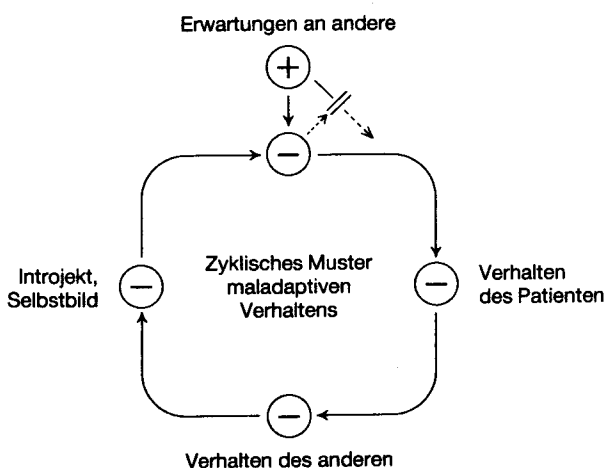 Erwartungen an andere
+
−
Introjekt,
Selbstbild
−
Zyklisches Muster
maladaptiven
Verhaltens
−
Verhalten
des Patienten
−
Verhalten des anderen